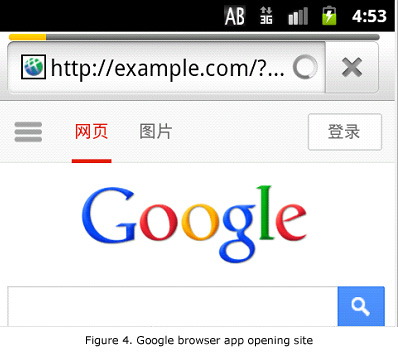 AB 3G 4:53
http://example.com/?...
网页 图片 登录
Google
Figure 4. Google browser app opening site